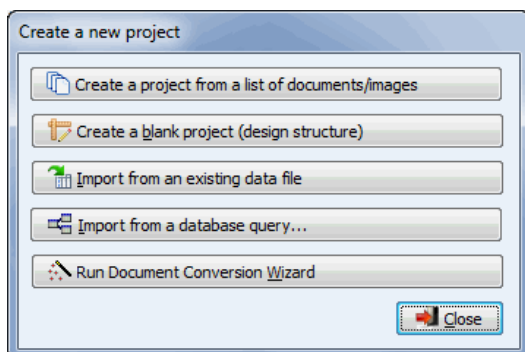 Create a new project
Create a project from a list of documents/images
Create a blank project (design structure)
Import from an existing data file
Import from a database query...
Run Document Conversion Wizard
Close